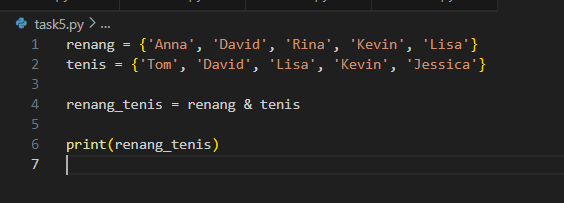 task5.py > ...
1 renang = {'Anna', 'David', 'Rina', 'Kevin', 'Lisa'}
2 tenis = {'Tom', 'David', 'Lisa', 'Kevin', 'Jessica'}
3
4 renang_tenis = renang & tenis
5
6 print(renang_tenis)
7